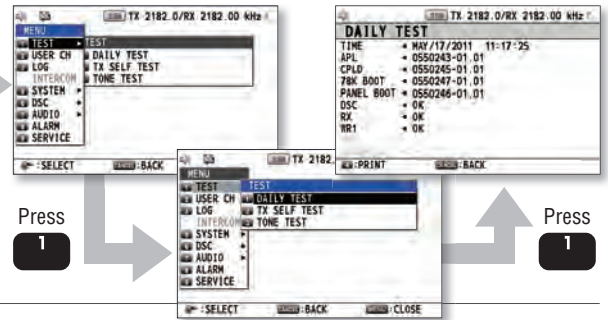 TX 2182.0/RX 2182.00 kHz
MENU
TEST
USER CH
LOG
INTERCOM
SYSTEM
DSC
AUDIO
ALARM
SERVICE
TEST
DAILY TEST
TX SELF TEST
TONE TEST
:SELECT :BACK
Press
1
TX 2182.
MENU
TEST
USER CH
LOG
INTERCOM
SYSTEM
DSC
AUDIO
ALARM
SERVICE
TEST
DAILY TEST
TX SELF TEST
TONE TEST
:SELECT :BACK :CLOSE
Press
1
TX 2182.0/RX 2182.00 kHz
DAILY TEST
TIME MAY/17/2011 11:17:25
APL 0550243-01.01
CPLD 0550245-01.01
78K BOOT 0550247-01.01
PANEL BOOT 0550246-01.01
DSC OK
RX OK
WR1 OK
:PRINT :BACK